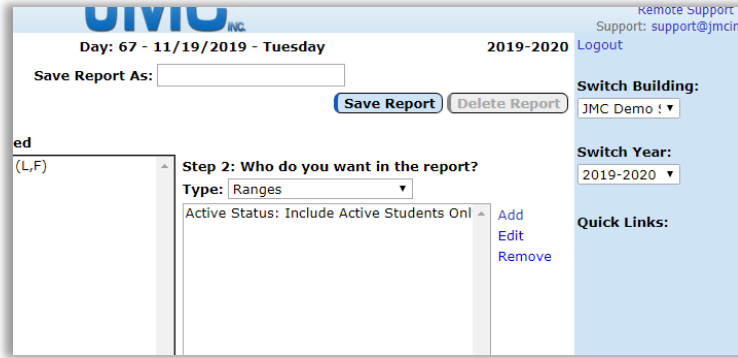 JMC INC.
Remote Support
Support: support@jmcin
Day: 67 - 11/19/2019 - Tuesday
2019-2020
Logout
Save Report As:
Save Report
Delete Report
Switch Building:
JMC Demo S
Switch Year:
2019-2020
Quick Links:
ed
(L,F)
Step 2: Who do you want in the report?
Type: Ranges
Active Status: Include Active Students Onl
Add
Edit
Remove